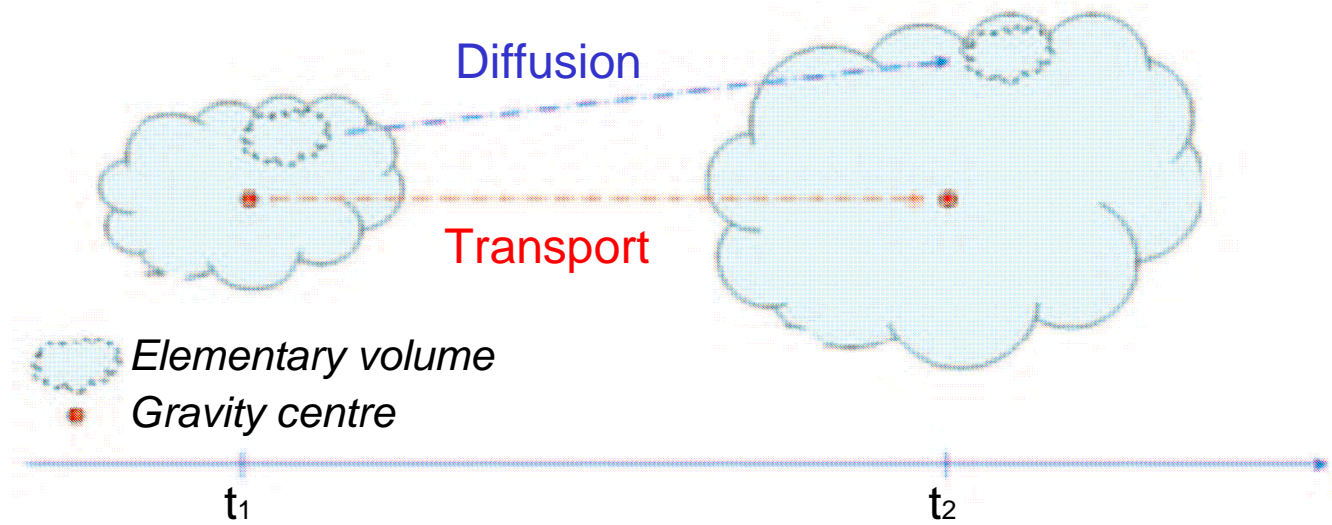 Diffusion
Transport
Elementary volume
Gravity centre
t1 t2